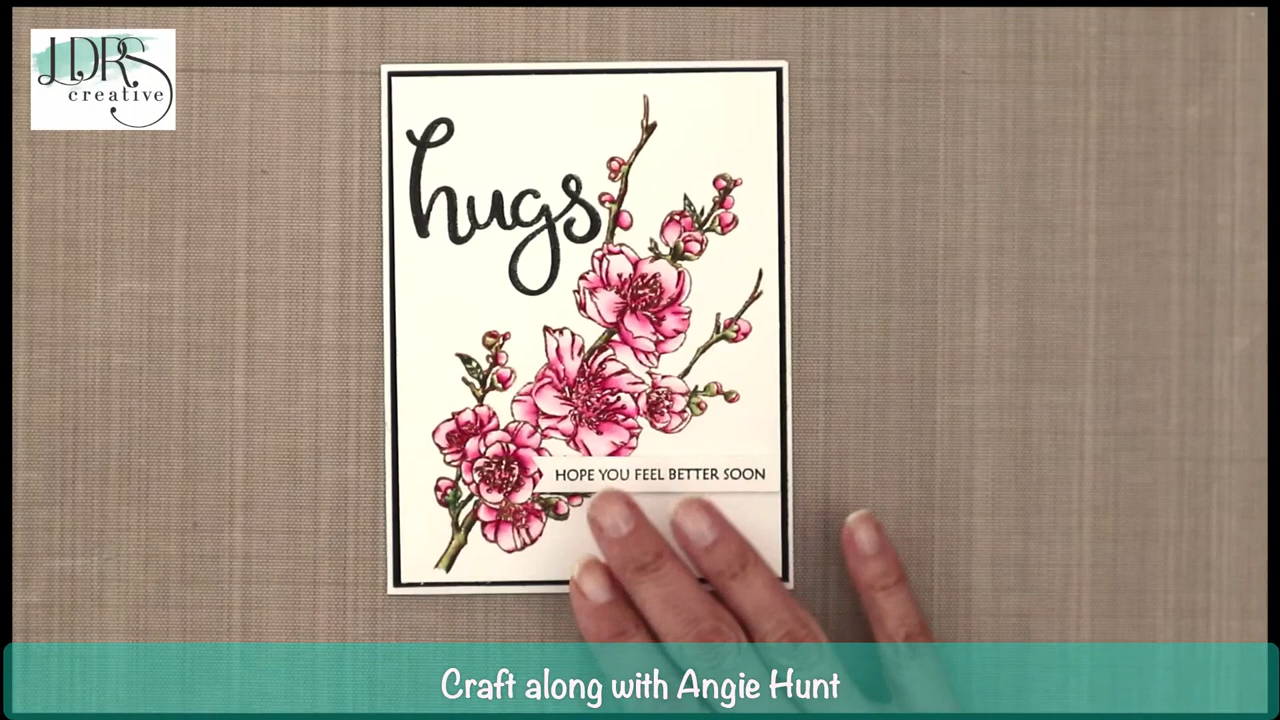 LDRS
creative
hugs
HOPE YOU FEEL BETTER SOON
Craft along with Angie Hunt